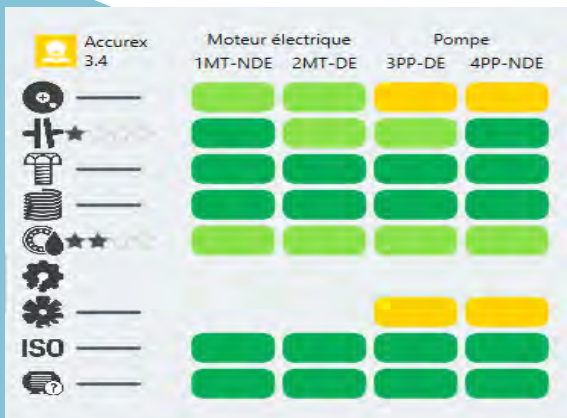 Accurex
3.4
Moteur électrique
Pompe
1MT-NDE 2MT-DE 3PP-DE 4PP-NDE
ISO
?